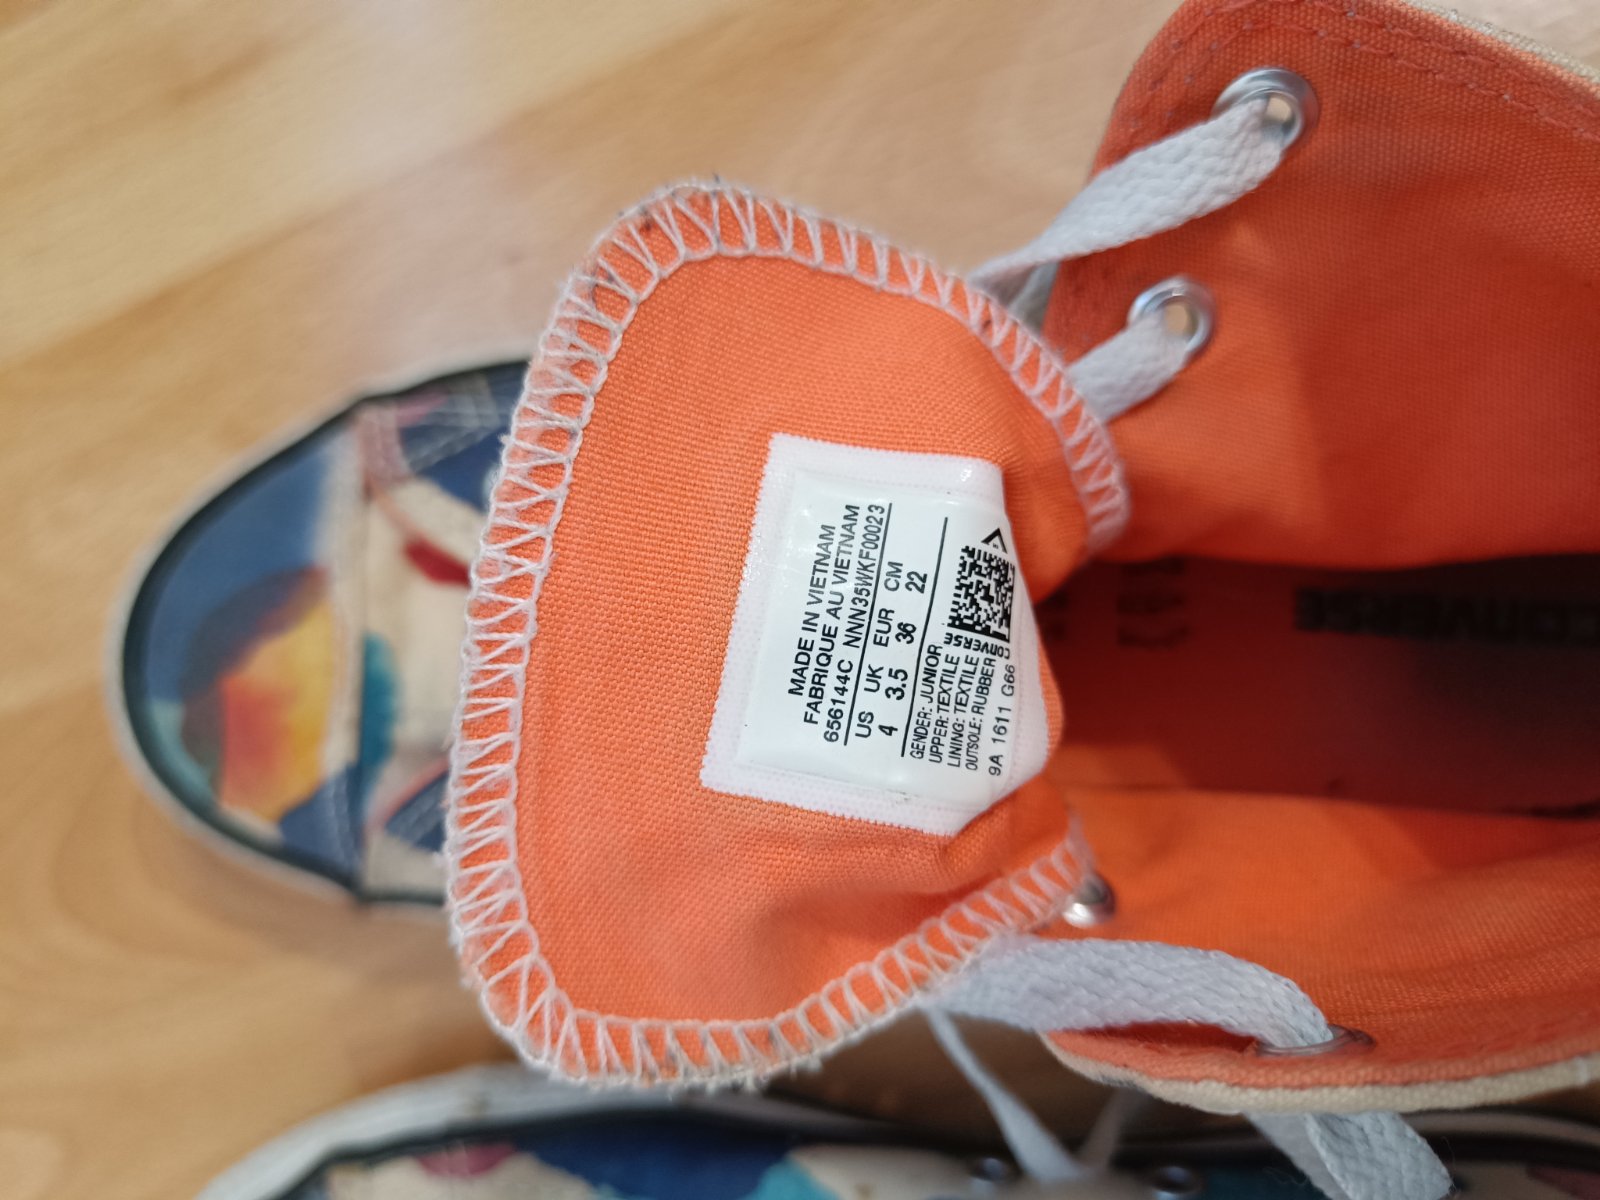 MADE IN VIETNAM
FABRIQUE AU VIETNAM
656144C NNN35WKF00023
US UK EUR CM
4 3.5 36 22
GENDER: JUNIOR
UPPER: TEXTILE
LINING: TEXTILE
OUTSOLE: RUBBER
9A 1611 G66
CONVERSE
CONVERSE